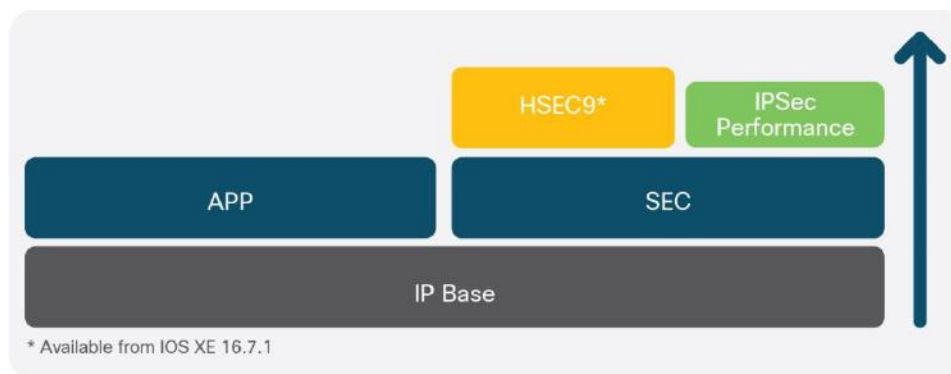 HSEC9*
IPSec
Performance
APP
SEC
IP Base
* Available from IOS XE 16.7.1